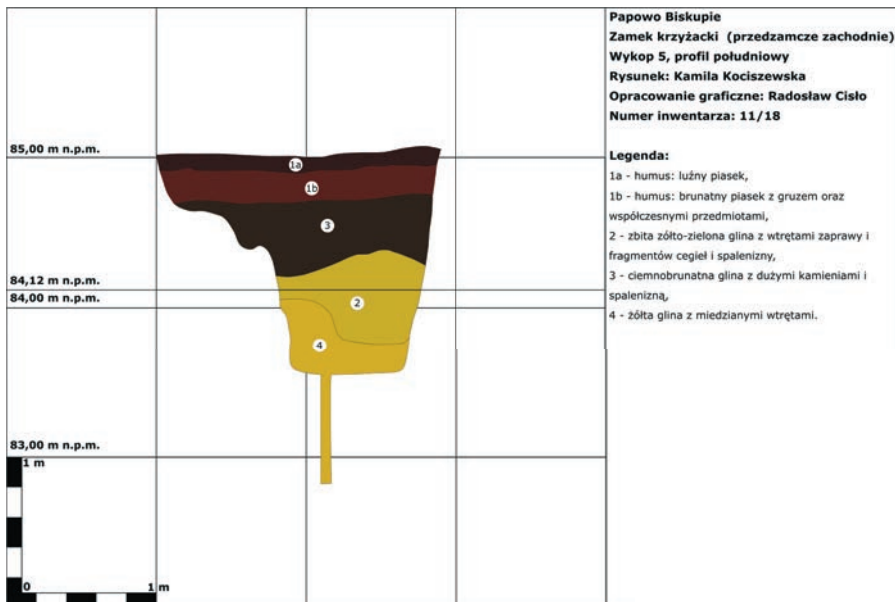 Papowo Biskupie
Zamek krzyżacki (przedzamcze zachodnie)
Wykop 5, profil południowy
Rysunek: Kamila Kociszewska
Opracowanie graficzne: Radosław Cisło
Numer inwentarza: 11/18
Legenda:
1a - humus: luźny piasek,
1b - humus: brunatny piasek z gruzem oraz
współczesnymi przedmiotami,
2 - zbita zółto-zielona glina z wtrętami zaprawy i
fragmentów cegieł i spalenizny,
3 - ciemnobrunatna glina z dużymi kamieniami i
spalenizną,
4 - żółta glina z miedzianymi wtrętami.
85,00 m n.p.m.
1a
1b
3
84,12 m n.p.m.
84,00 m n.p.m.
2
4
83,00 m n.p.m.
1 m
0
1 m